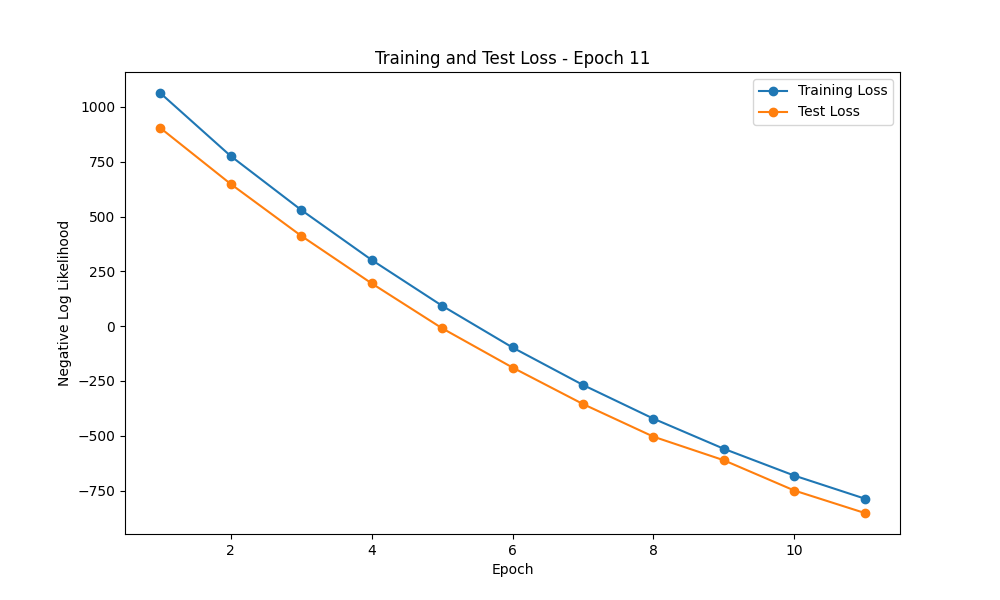 Training and Test Loss - Epoch 11
Training Loss
Test Loss
1000
750
500
250
0
−250
−500
−750
Negative Log Likelihood
2
4
6
8
10
Epoch